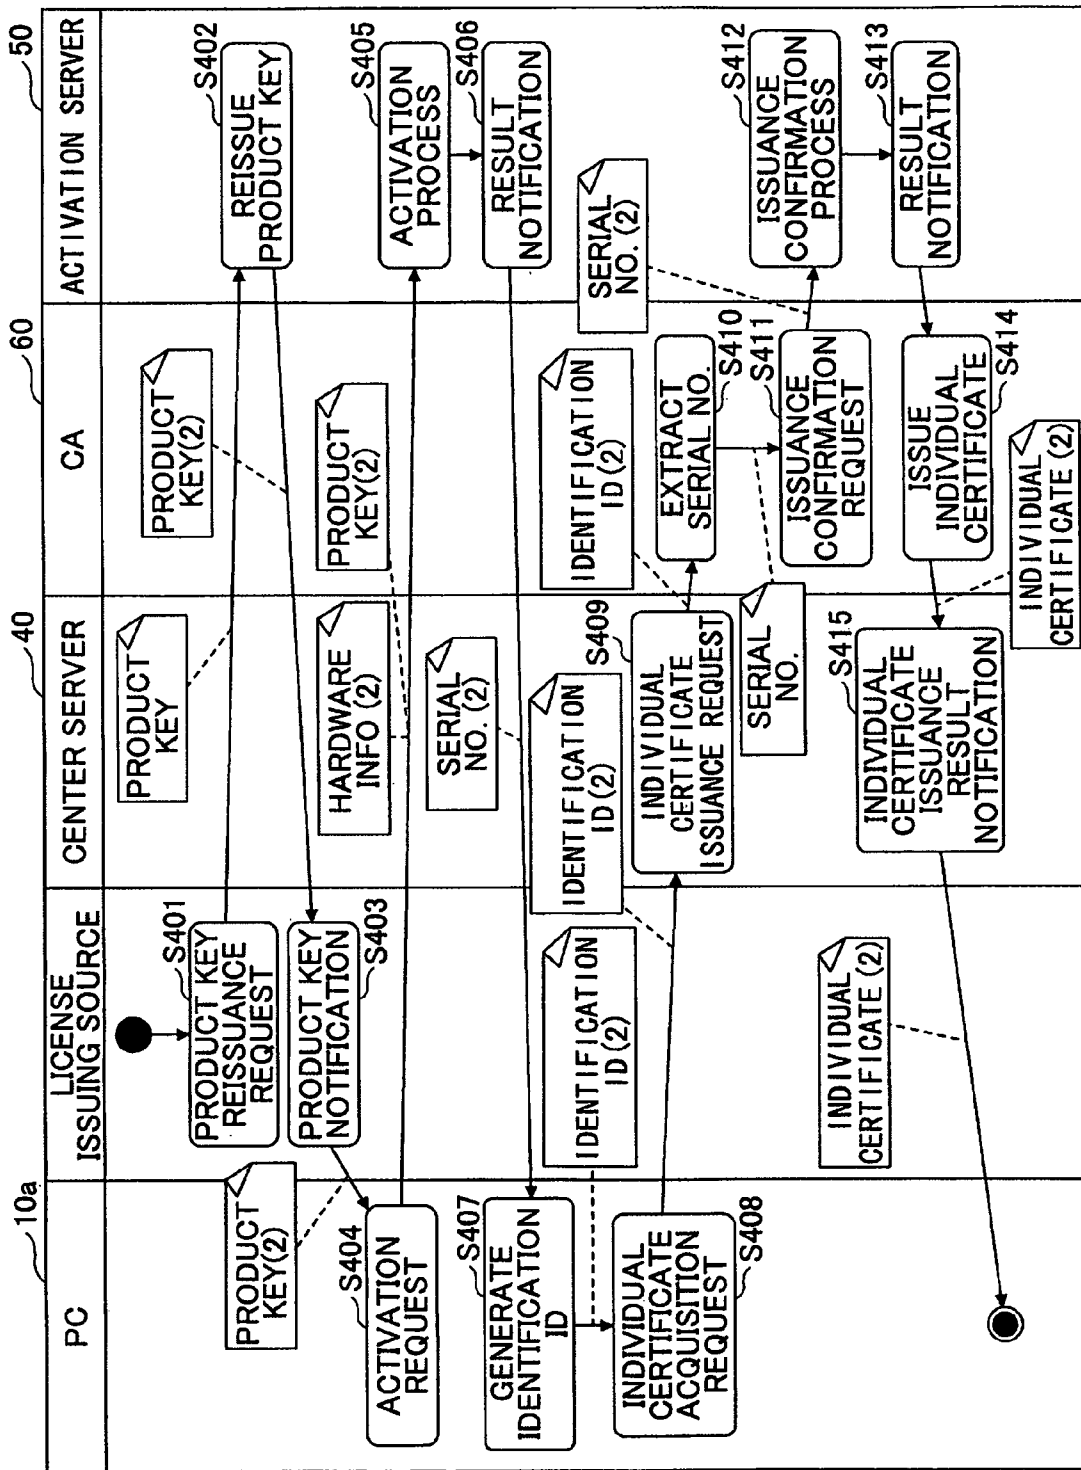 10a
40
60
50
PC
LICENSE
ISSUING SOURCE
CENTER SERVER
CA
ACTIVATION SERVER
S401
PRODUCT KEY
REISSUANCE
REQUEST
PRODUCT
KEY
PRODUCT
KEY(2)
S402
REISSUE
PRODUCT KEY
S403
PRODUCT KEY
NOTIFICATION
PRODUCT
KEY(2)
S404
ACTIVATION
REQUEST
HARDWARE
INFO (2)
PRODUCT
KEY(2)
S405
ACTIVATION
PROCESS
S406
RESULT
NOTIFICATION
SERIAL
NO. (2)
S407
GENERATE
IDENTIFICATION
ID
IDENTIFICATION
ID(2)
INDIVIDUAL
CERTIFICATE
ACQUISITION
REQUEST
S408
IDENTIFICATION
ID(2)
S409
INDIVIDUAL
CERTIFICATE
ISSUANCE REQUEST
IDENTIFICATION
ID(2)
EXTRACT
SERIAL NO.
S410
SERIAL
NO.
S411
ISSUANCE
CONFIRMATION
REQUEST
SERIAL
NO. (2)
S412
ISSUANCE
CONFIRMATION
PROCESS
S413
RESULT
NOTIFICATION
ISSUE
INDIVIDUAL
CERTIFICATE
S414
INDIVIDUAL
CERTIFICATE (2)
S415
INDIVIDUAL
CERTIFICATE
ISSUANCE
RESULT
NOTIFICATION
INDIVIDUAL
CERTIFICATE (2)